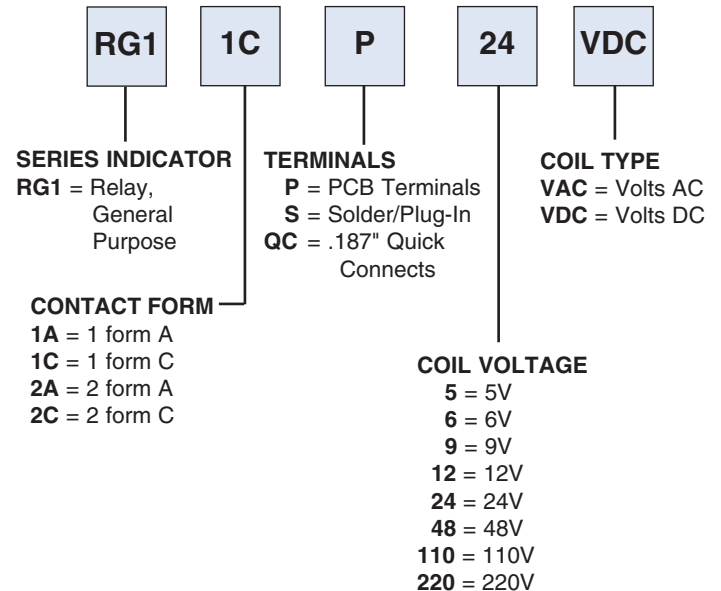 RG1 1C P 24 VDC
SERIES INDICATOR
RG1 = Relay,
General
Purpose
TERMINALS
P = PCB Terminals
S = Solder/Plug-In
QC = .187" Quick
Connects
COIL TYPE
VAC = Volts AC
VDC = Volts DC
CONTACT FORM
1A = 1 form A
1C = 1 form C
2A = 2 form A
2C = 2 form C
COIL VOLTAGE
5 = 5V
6 = 6V
9 = 9V
12 = 12V
24 = 24V
48 = 48V
110 = 110V
220 = 220V